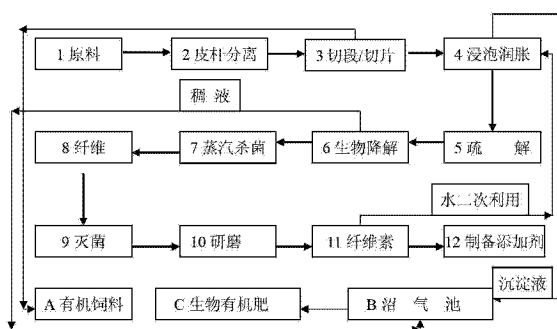 1 原料
2 皮杆分离
3 切段/切片
4 浸泡润胀
稠 液
8 纤维
7 蒸汽杀菌
6 生物降解
5 疏 解
水二次利用
9 灭菌
10 研磨
11 纤维素
12 制备添加剂
沉淀液
A 有机饲料
C 生物有机肥
B 沼 气 池